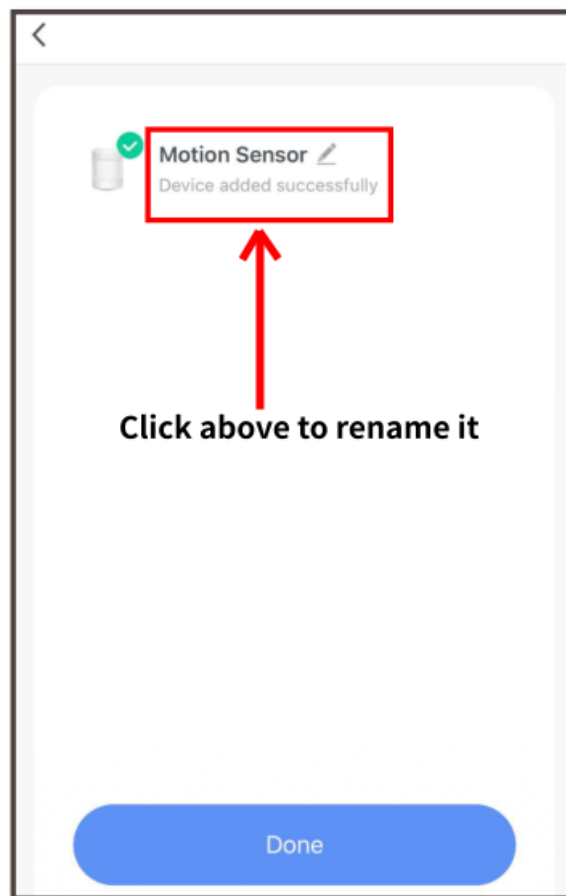 Motion Sensor
Device added successfully
Click above to rename it
Done